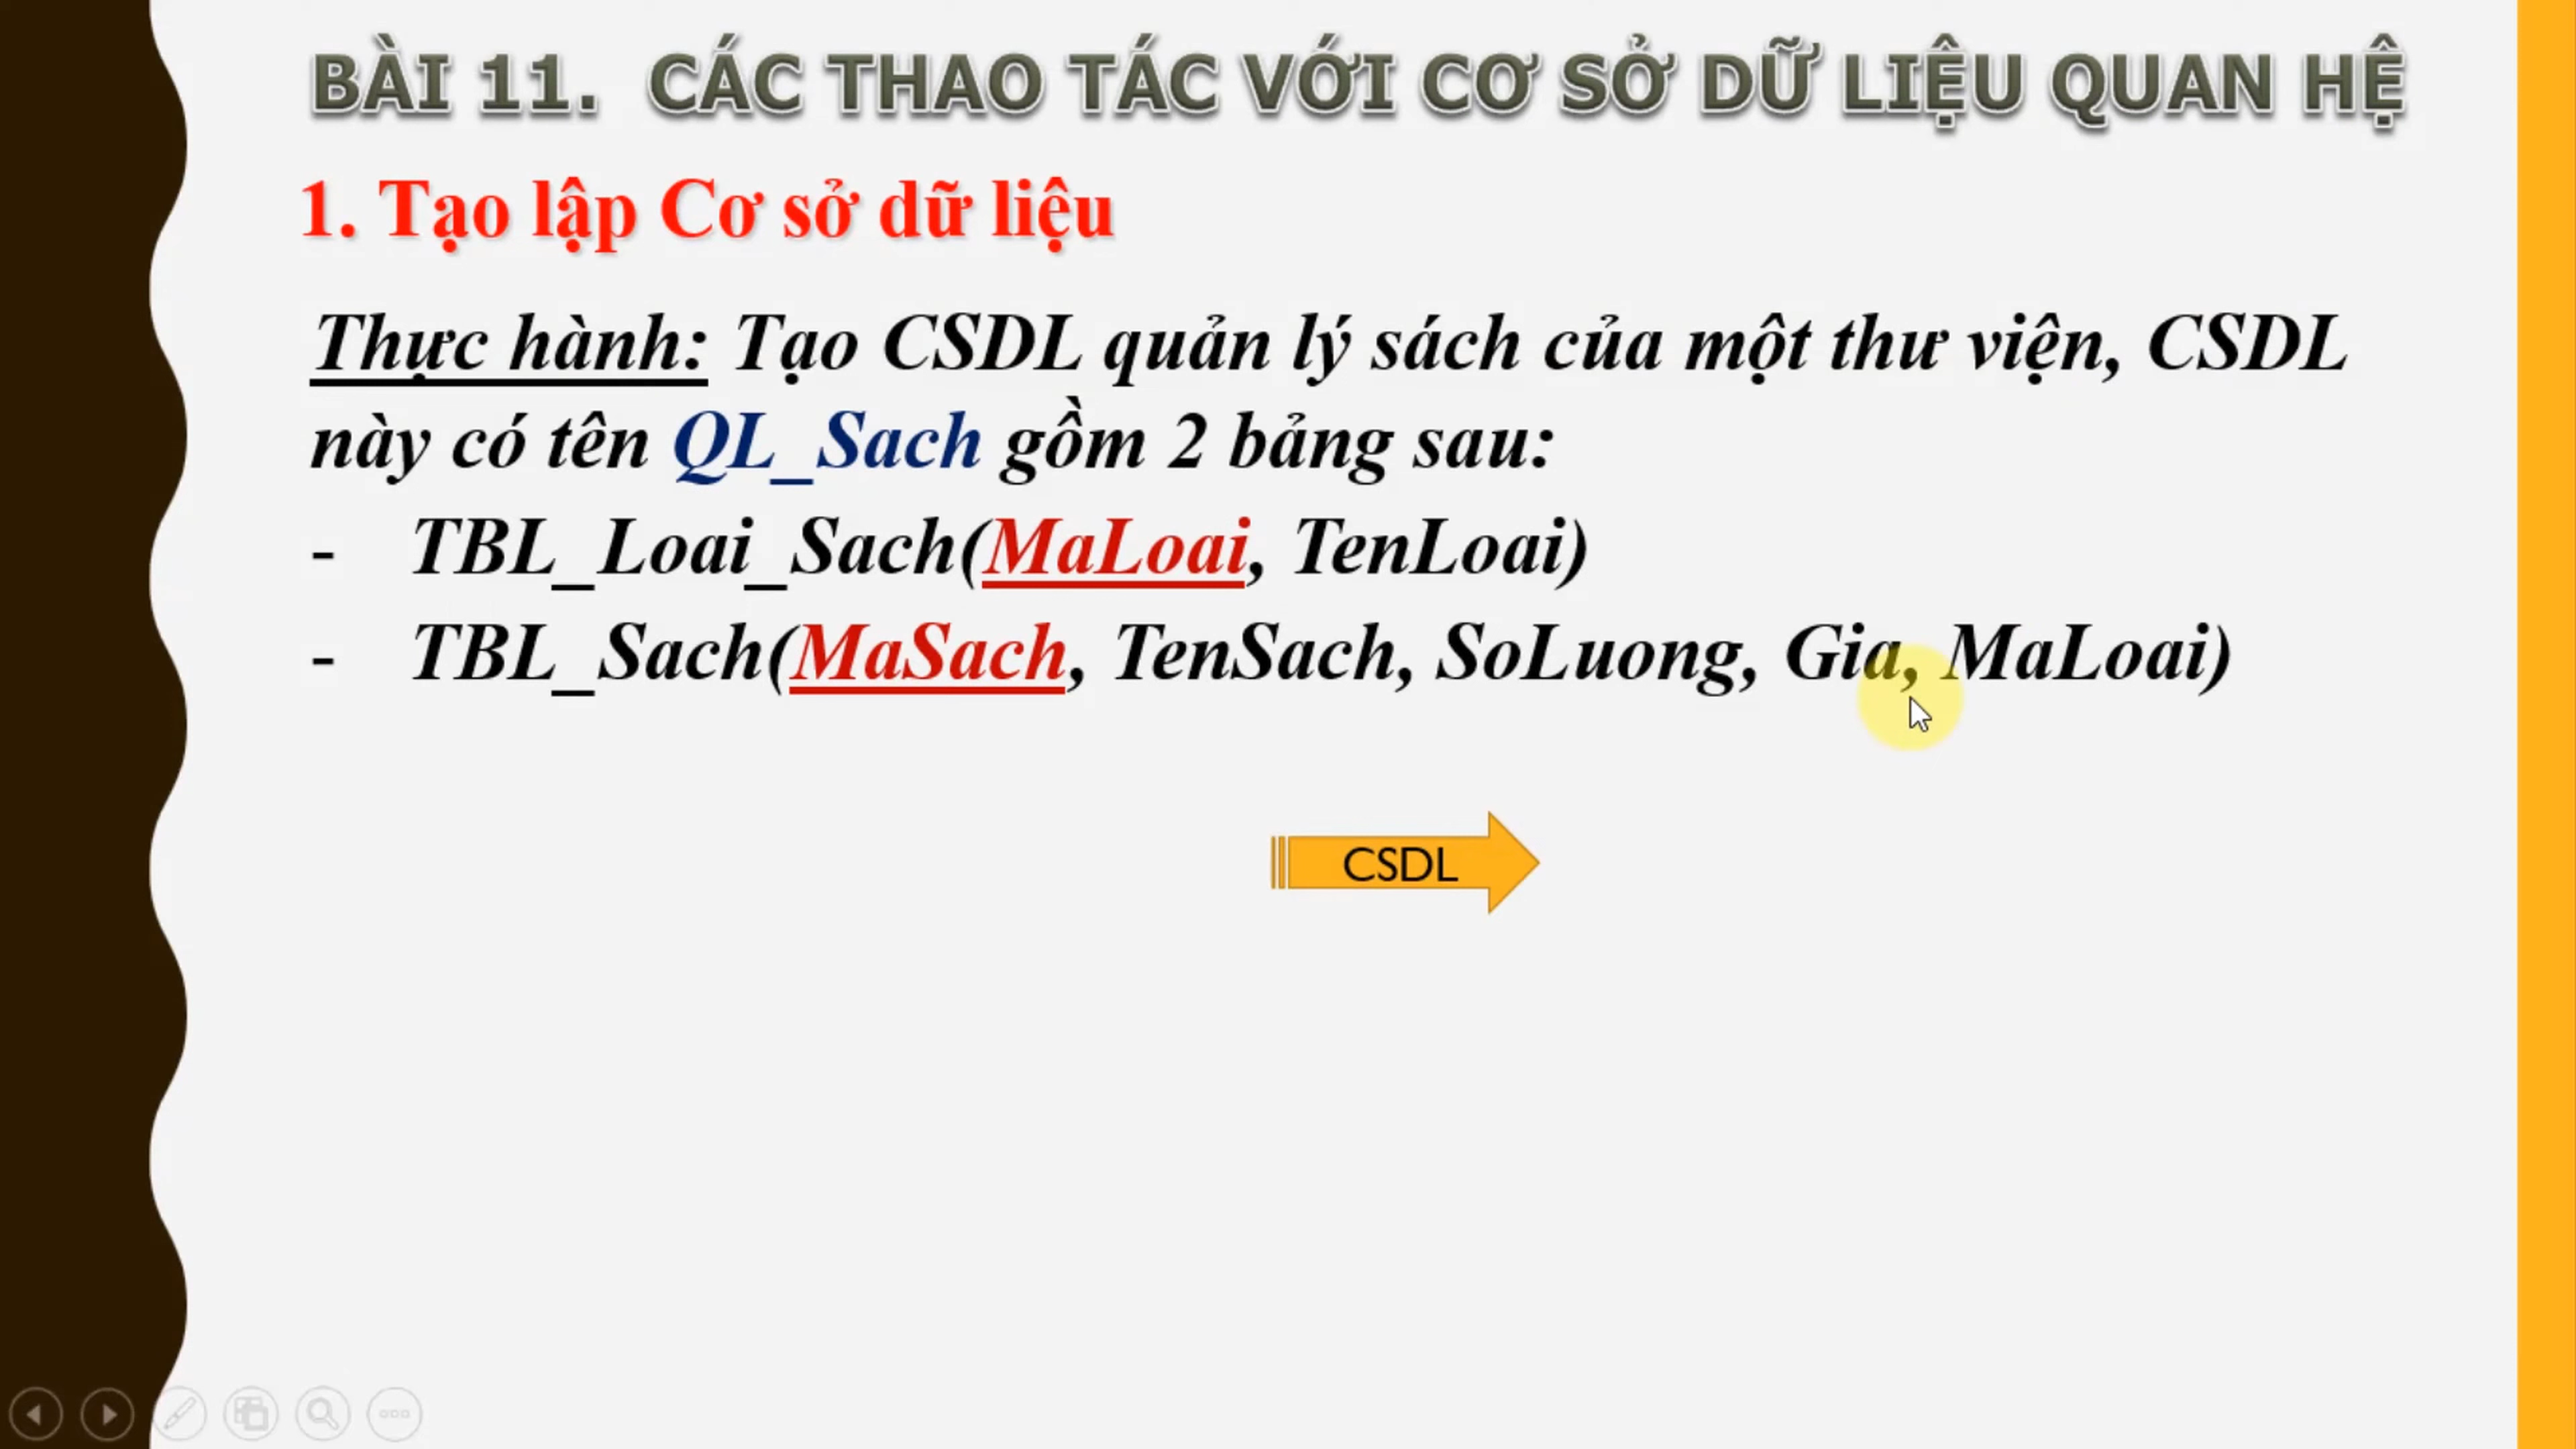 BÀI 11. CÁC THAO TÁC VỚI CƠ SỞ DỮ LIỆU QUAN HỆ
1. Tạo lập Cơ sở dữ liệu
Thực hành: Tạo CSDL quản lý sách của một thư viện, CSDL
này có tên QL_Sach gồm 2 bảng sau:
- TBL_Loai_Sach(MaLoai, TenLoai)
- TBL_Sach(MaSach, TenSach, SoLuong, Gia, MaLoai)
CSDL